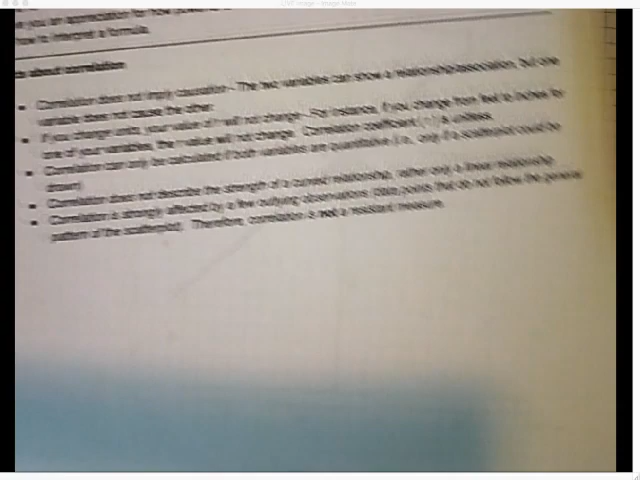 you an appreciation for how
how to interpret a formula.
about correlation
• Correlation does not imply causation - The two variables can show a relationship/association, but one
variable does not cause the other.
• If you change units, your value of r will not change - For instance, if you change from feet to inches for
one of your variables, the r value will not change. Correlation coefficient, "r" is unitless.
• Correlation can only be calculated if both variables are quantitative (i.e., only if a scatterplot could be
drawn)
• Correlation does not describe the strength of a curved relationship, rather only a linear relationship.
• Correlation is strongly affected by a few outlying observations (data points that do not follow the general
pattern of the scatterplot). Therefore, correlation is not a resistant measure.